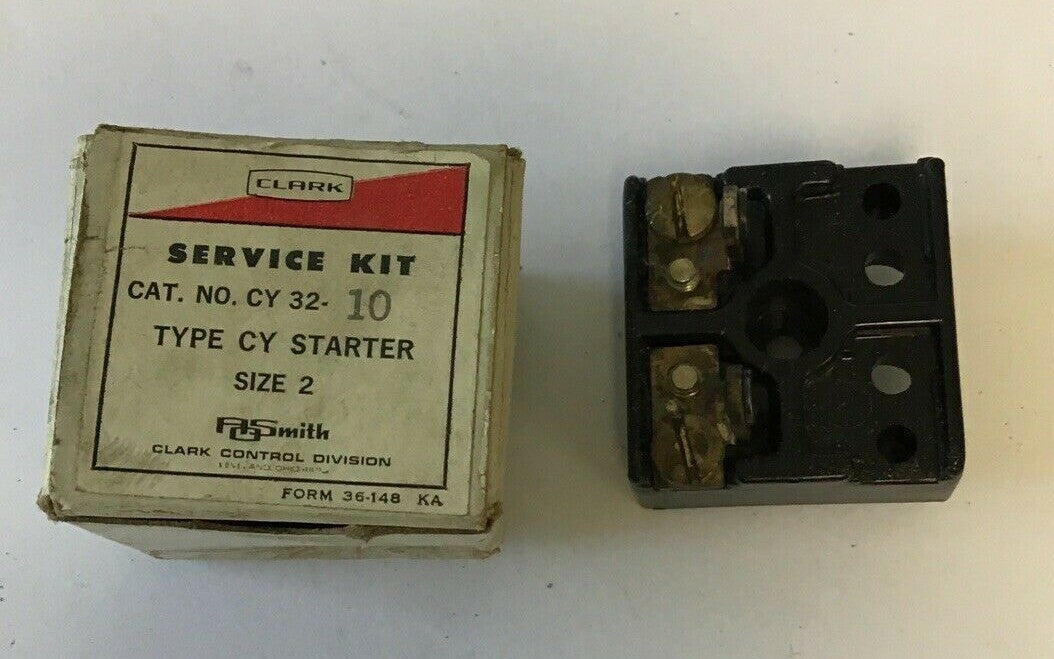 CLARK
SERVICE KIT
CAT. NO. CY 32-10
TYPE CY STARTER
SIZE 2
AOSmith
CLARK CONTROL DIVISION
FORM 36-148 KA